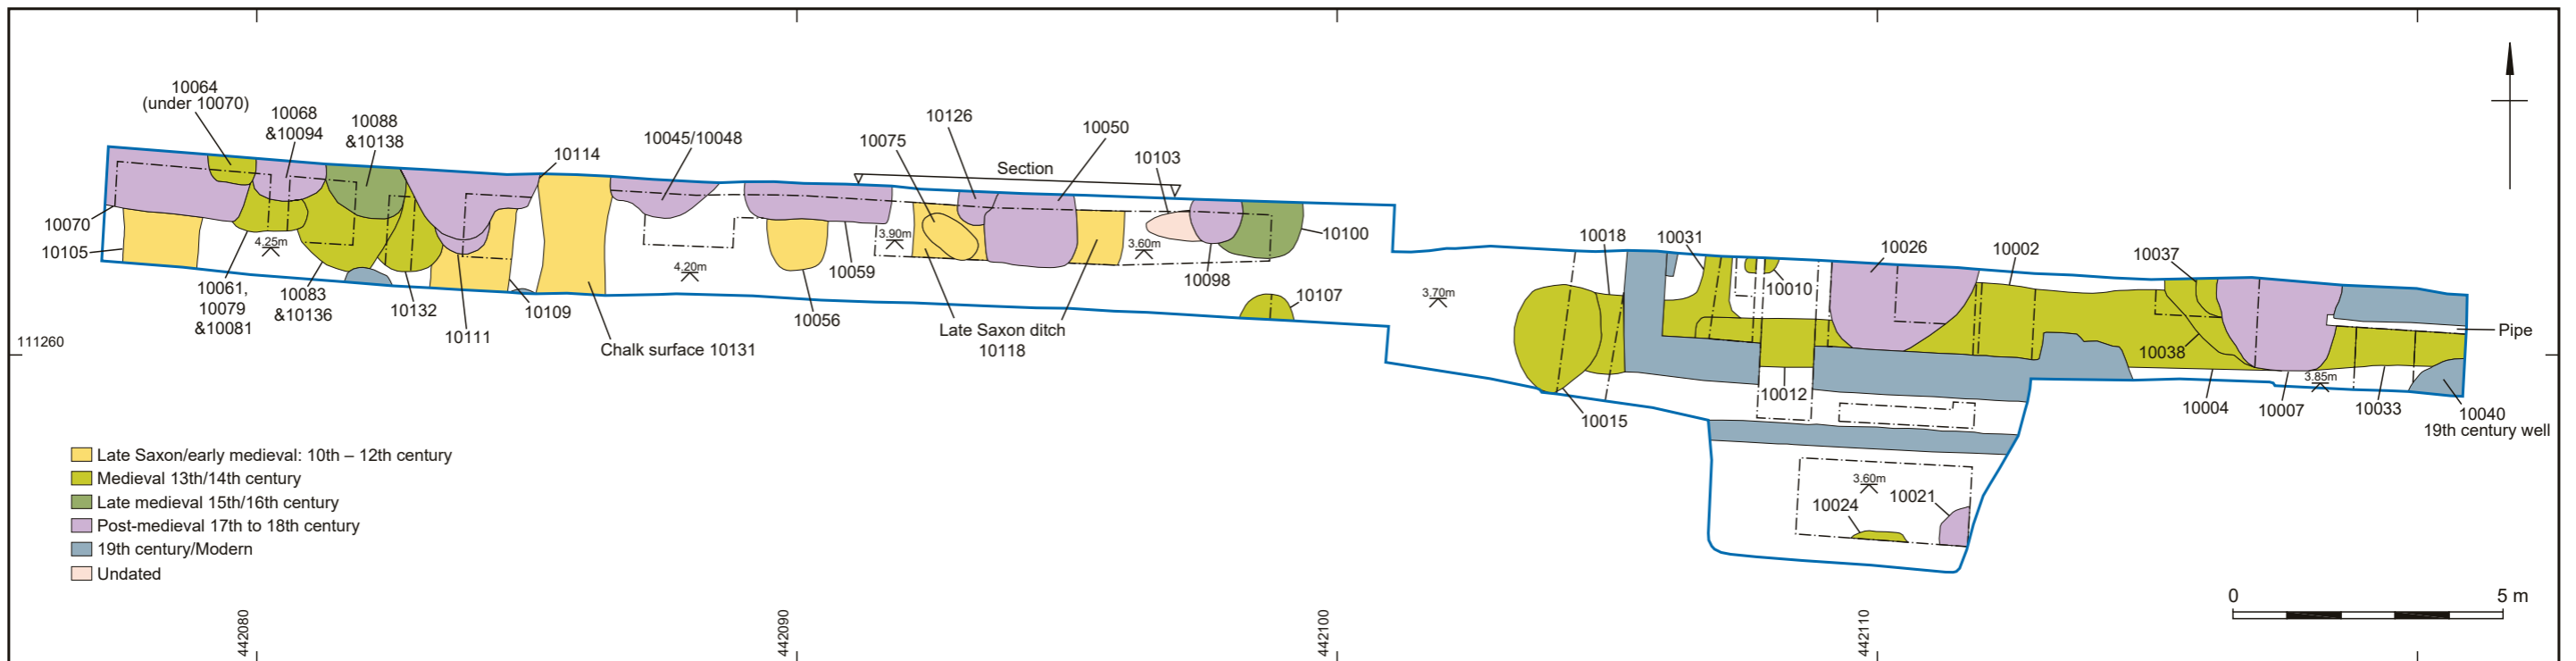 10064
(under 10070)
10068
&10094
10088
&10138
10114
10045/10048
10075
10126
10050
Section
10103
10070
10105
4.25m
10061,
10079
&10081
10083
&10136
10132
10111
10109
Chalk surface 10131
4.20m
10056
10059
3.90m
Late Saxon ditch
10118
3.60m
10098
10100
10107
3.70m
10018
10031
10010
10026
10002
10037
10015
10012
10038
10004
10007
3.85m
10033
Pipe
10040
19th century well
3.60m
10024
10021
111260
Late Saxon/early medieval: 10th – 12th century
Medieval 13th/14th century
Late medieval 15th/16th century
Post-medieval 17th to 18th century
19th century/Modern
Undated
442080
442090
442100
442110
0
5 m